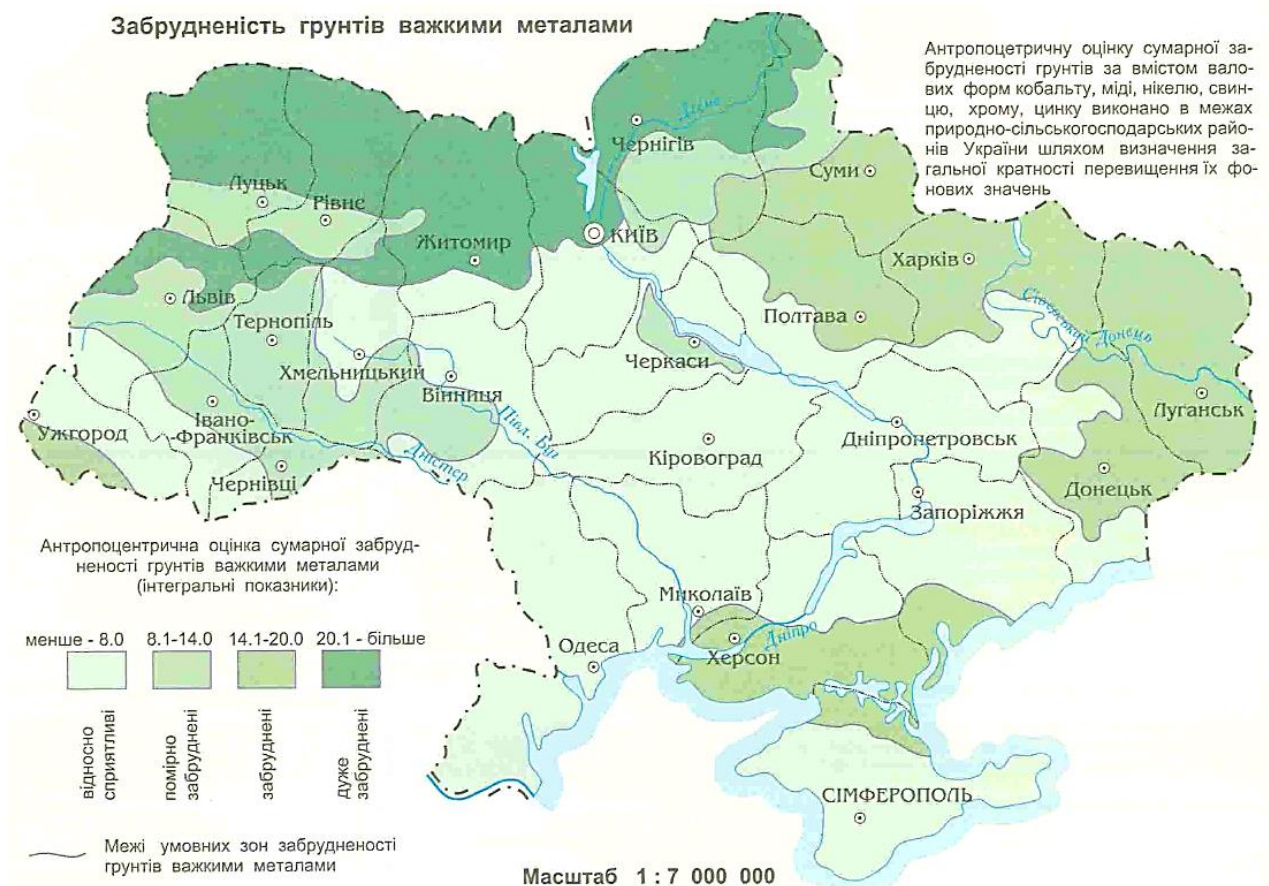 Забрудненість грунтів важкими металами
Антропоцетричну оцінку сумарної за-
брудненості грунтів за вмістом вало-
вих форм кобальту, міді, нікелю, свин-
цю, хрому, цинку виконано в межах
природно-сільськогосподарських райо-
нів України шляхом визначення за-
гальної кратності перевищення їх фо-
нових значень
Десна
Чернігів
Суми
Луцьк
Рівне
КИЇВ
Житомир
Харків
Львів
Сіверський Донець
Тернопіль
Полтава
Черкаси
Хмельницький
Вінниця
Івано-
-Франківськ
Луганськ
Ужгород
Півд. Буг
Дніпропетровськ
Дністер
Кіровоград
Чернівці
Донецьк
Запоріжжя
Миколаїв
Дніпро
Херсон
Одеса
СІМФЕРОПОЛЬ
Антропоцентрична оцінка сумарної забруд-
неності грунтів важкими металами
(інтегральні показники):
менше - 8.0 8.1-14.0 14.1-20.0 20.1 - більше
відносно
сприятливі
помірно
забруднені
забруднені
дуже
забруднені
Межі умовних зон забрудненості
грунтів важкими металами
Масштаб 1 : 7 000 000